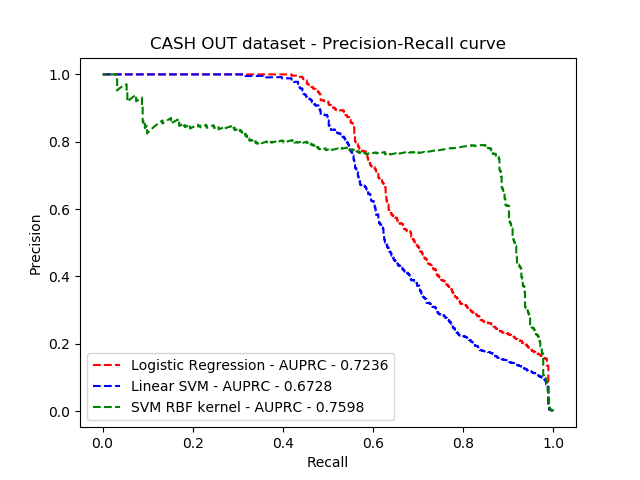 CASH OUT dataset - Precision-Recall curve
1.0
0.8
0.6
0.4
0.2
0.0
Precision
Logistic Regression - AUPRC - 0.7236
Linear SVM - AUPRC - 0.6728
SVM RBF kernel - AUPRC - 0.7598
0.0 0.2 0.4 0.6 0.8 1.0
Recall